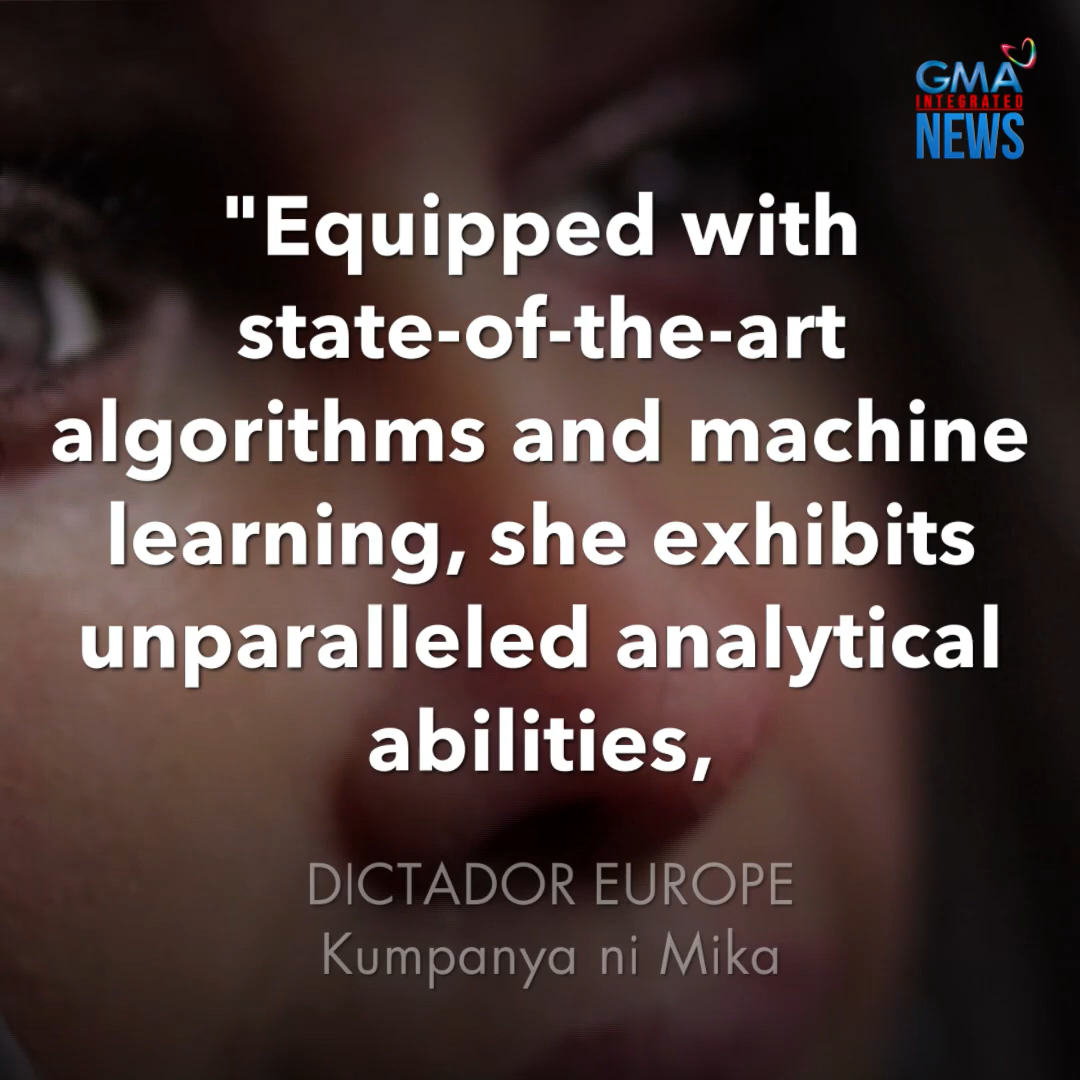 GMA
INTEGRATED
NEWS
"Equipped with
state-of-the-art
algorithms and machine
learning, she exhibits
unparalleled analytical
abilities,
DICTADOR EUROPE
Kumpanya ni Mika